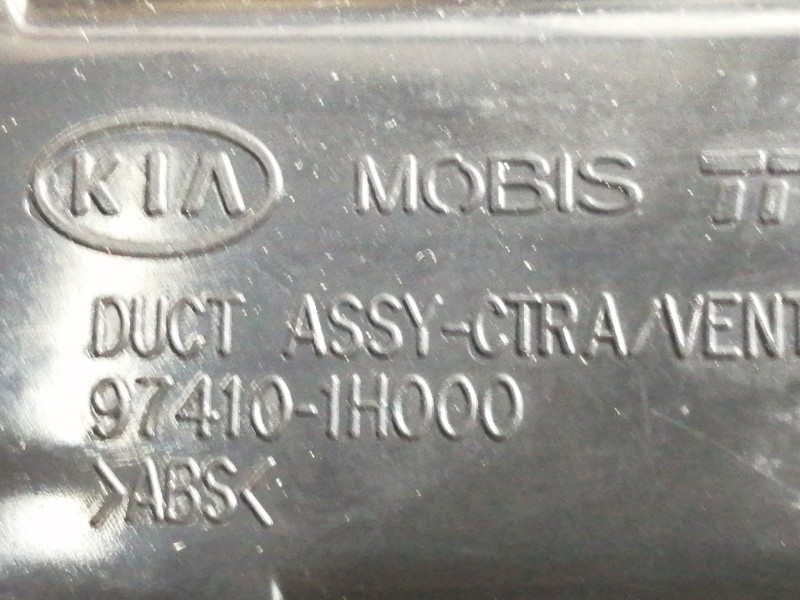 KIA MOBIS
DUCT ASSY-CTR A/VENT
97410-1H000
>ABS<